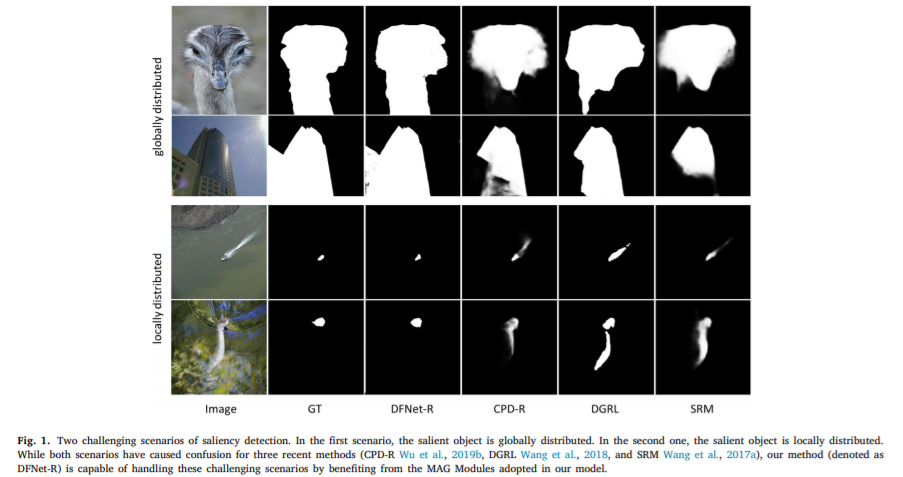 globally distributed
locally distributed
Image GT DFNet-R CPD-R DGRL SRM
Fig. 1. Two challenging scenarios of saliency detection. In the first scenario, the salient object is globally distributed. In the second one, the salient object is locally distributed.
While both scenarios have caused confusion for three recent methods (CPD-R Wu et al., 2019b, DGRL Wang et al., 2018, and SRM Wang et al., 2017a), our method (denoted as
DFNet-R) is capable of handling these challenging scenarios by benefiting from the MAG Modules adopted in our model.